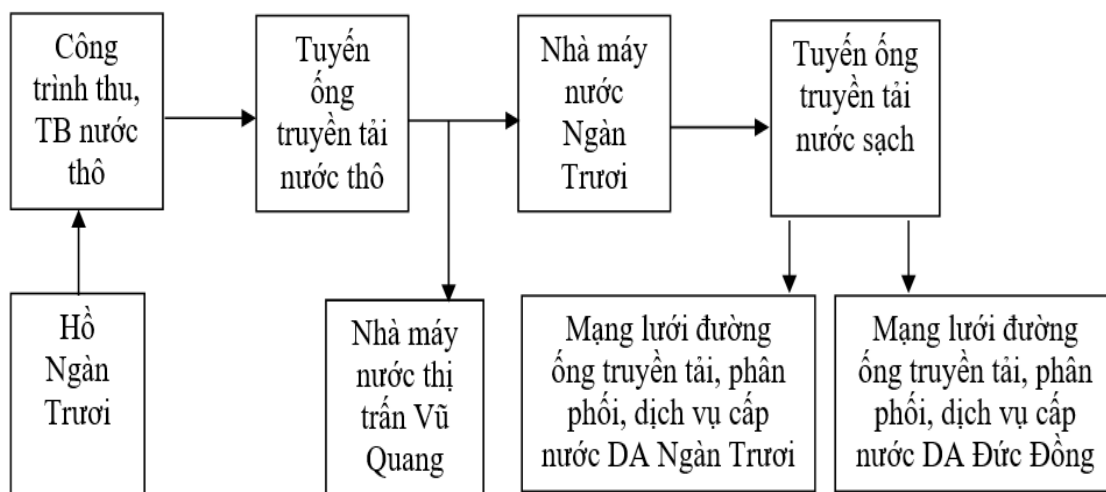 Công
trình thu,
TB nước
thô
Tuyến
ống
truyền tải
nước thô
Nhà máy
nước
Ngàn
Trươi
Tuyến ống
truyền tải
nước sạch
Hồ
Ngàn
Trươi
Nhà máy
nước thị
trấn Vũ
Quang
Mạng lưới đường
ống truyền tải, phân
phối, dịch vụ cấp
nước DA Ngàn Trươi
Mạng lưới đường
ống truyền tải, phân
phối, dịch vụ cấp
nước DA Đức Đồng